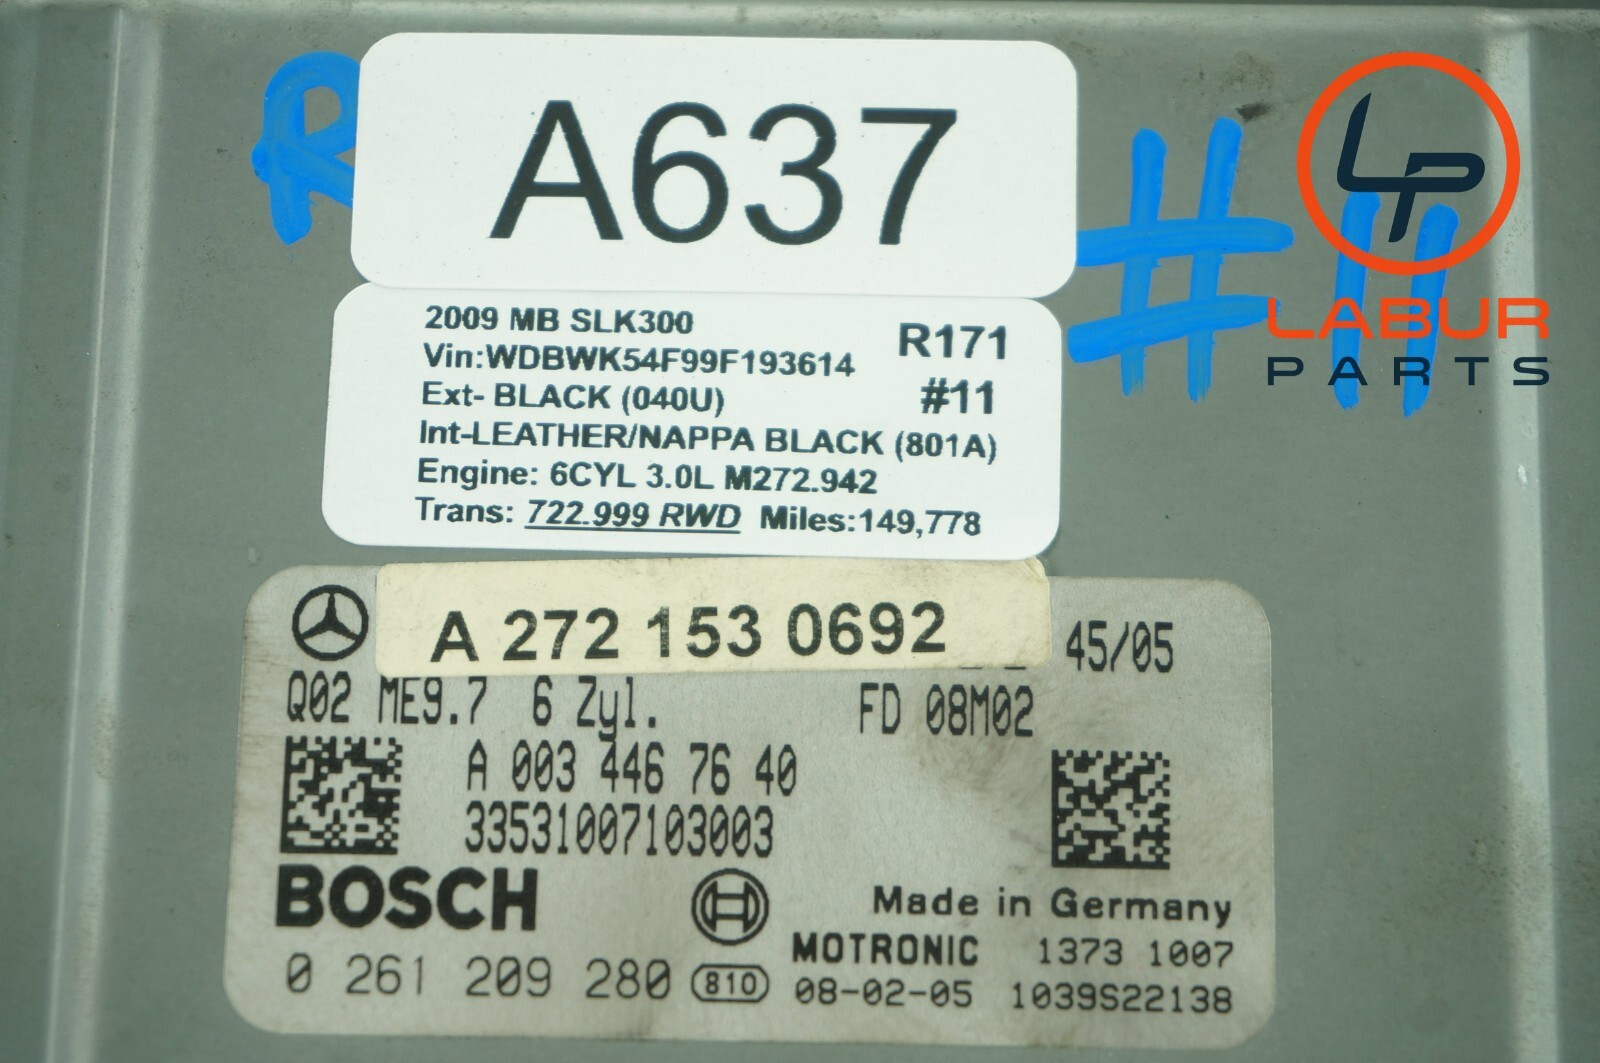 R
A637
#11
LP
LABUR
PARTS
2009 MB SLK300
R171
Vin:WDBWK54F99F193614
#11
Ext- BLACK (040U)
Int-LEATHER/NAPPA BLACK (801A)
Engine: 6CYL 3.0L M272.942
Trans: 722.999 RWD Miles:149,778
A 272 153 0692
45/05
Q02 ME9.7 6 Zyl. FD 08M02
A 003 446 76 40
33531007103003
BOSCH
Made in Germany
MOTRONIC 1373 1007
0 261 209 280 810 08-02-05 1039S22138